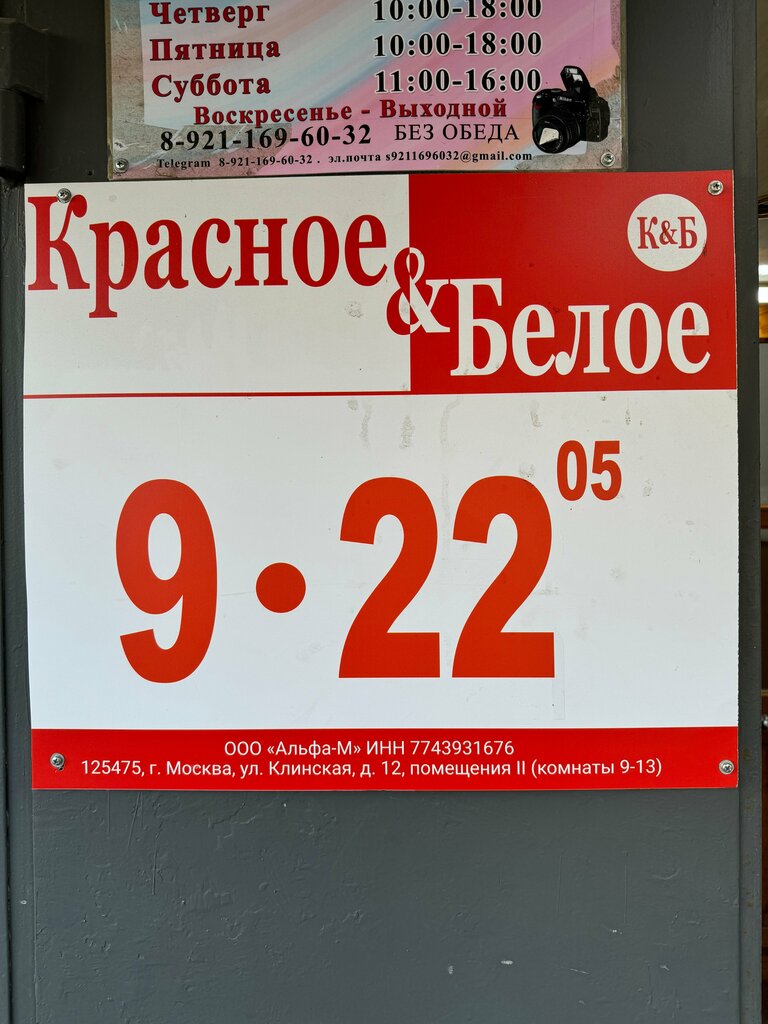 Четверг 10:00-18:00
Пятница 10:00-18:00
Суббота 11:00-16:00
Воскресенье - Выходной
8-921-169-60-32 БЕЗ ОБЕДА
Telegram 8-921-169-60-32 . эл.почта s9211696032@gmail.com
Красное
&
Белое
К&Б
9 • 22 05
ООО «Альфа-М» ИНН 7743931676
125475, г. Москва, ул. Клинская, д. 12, помещения II (комнаты 9-13)